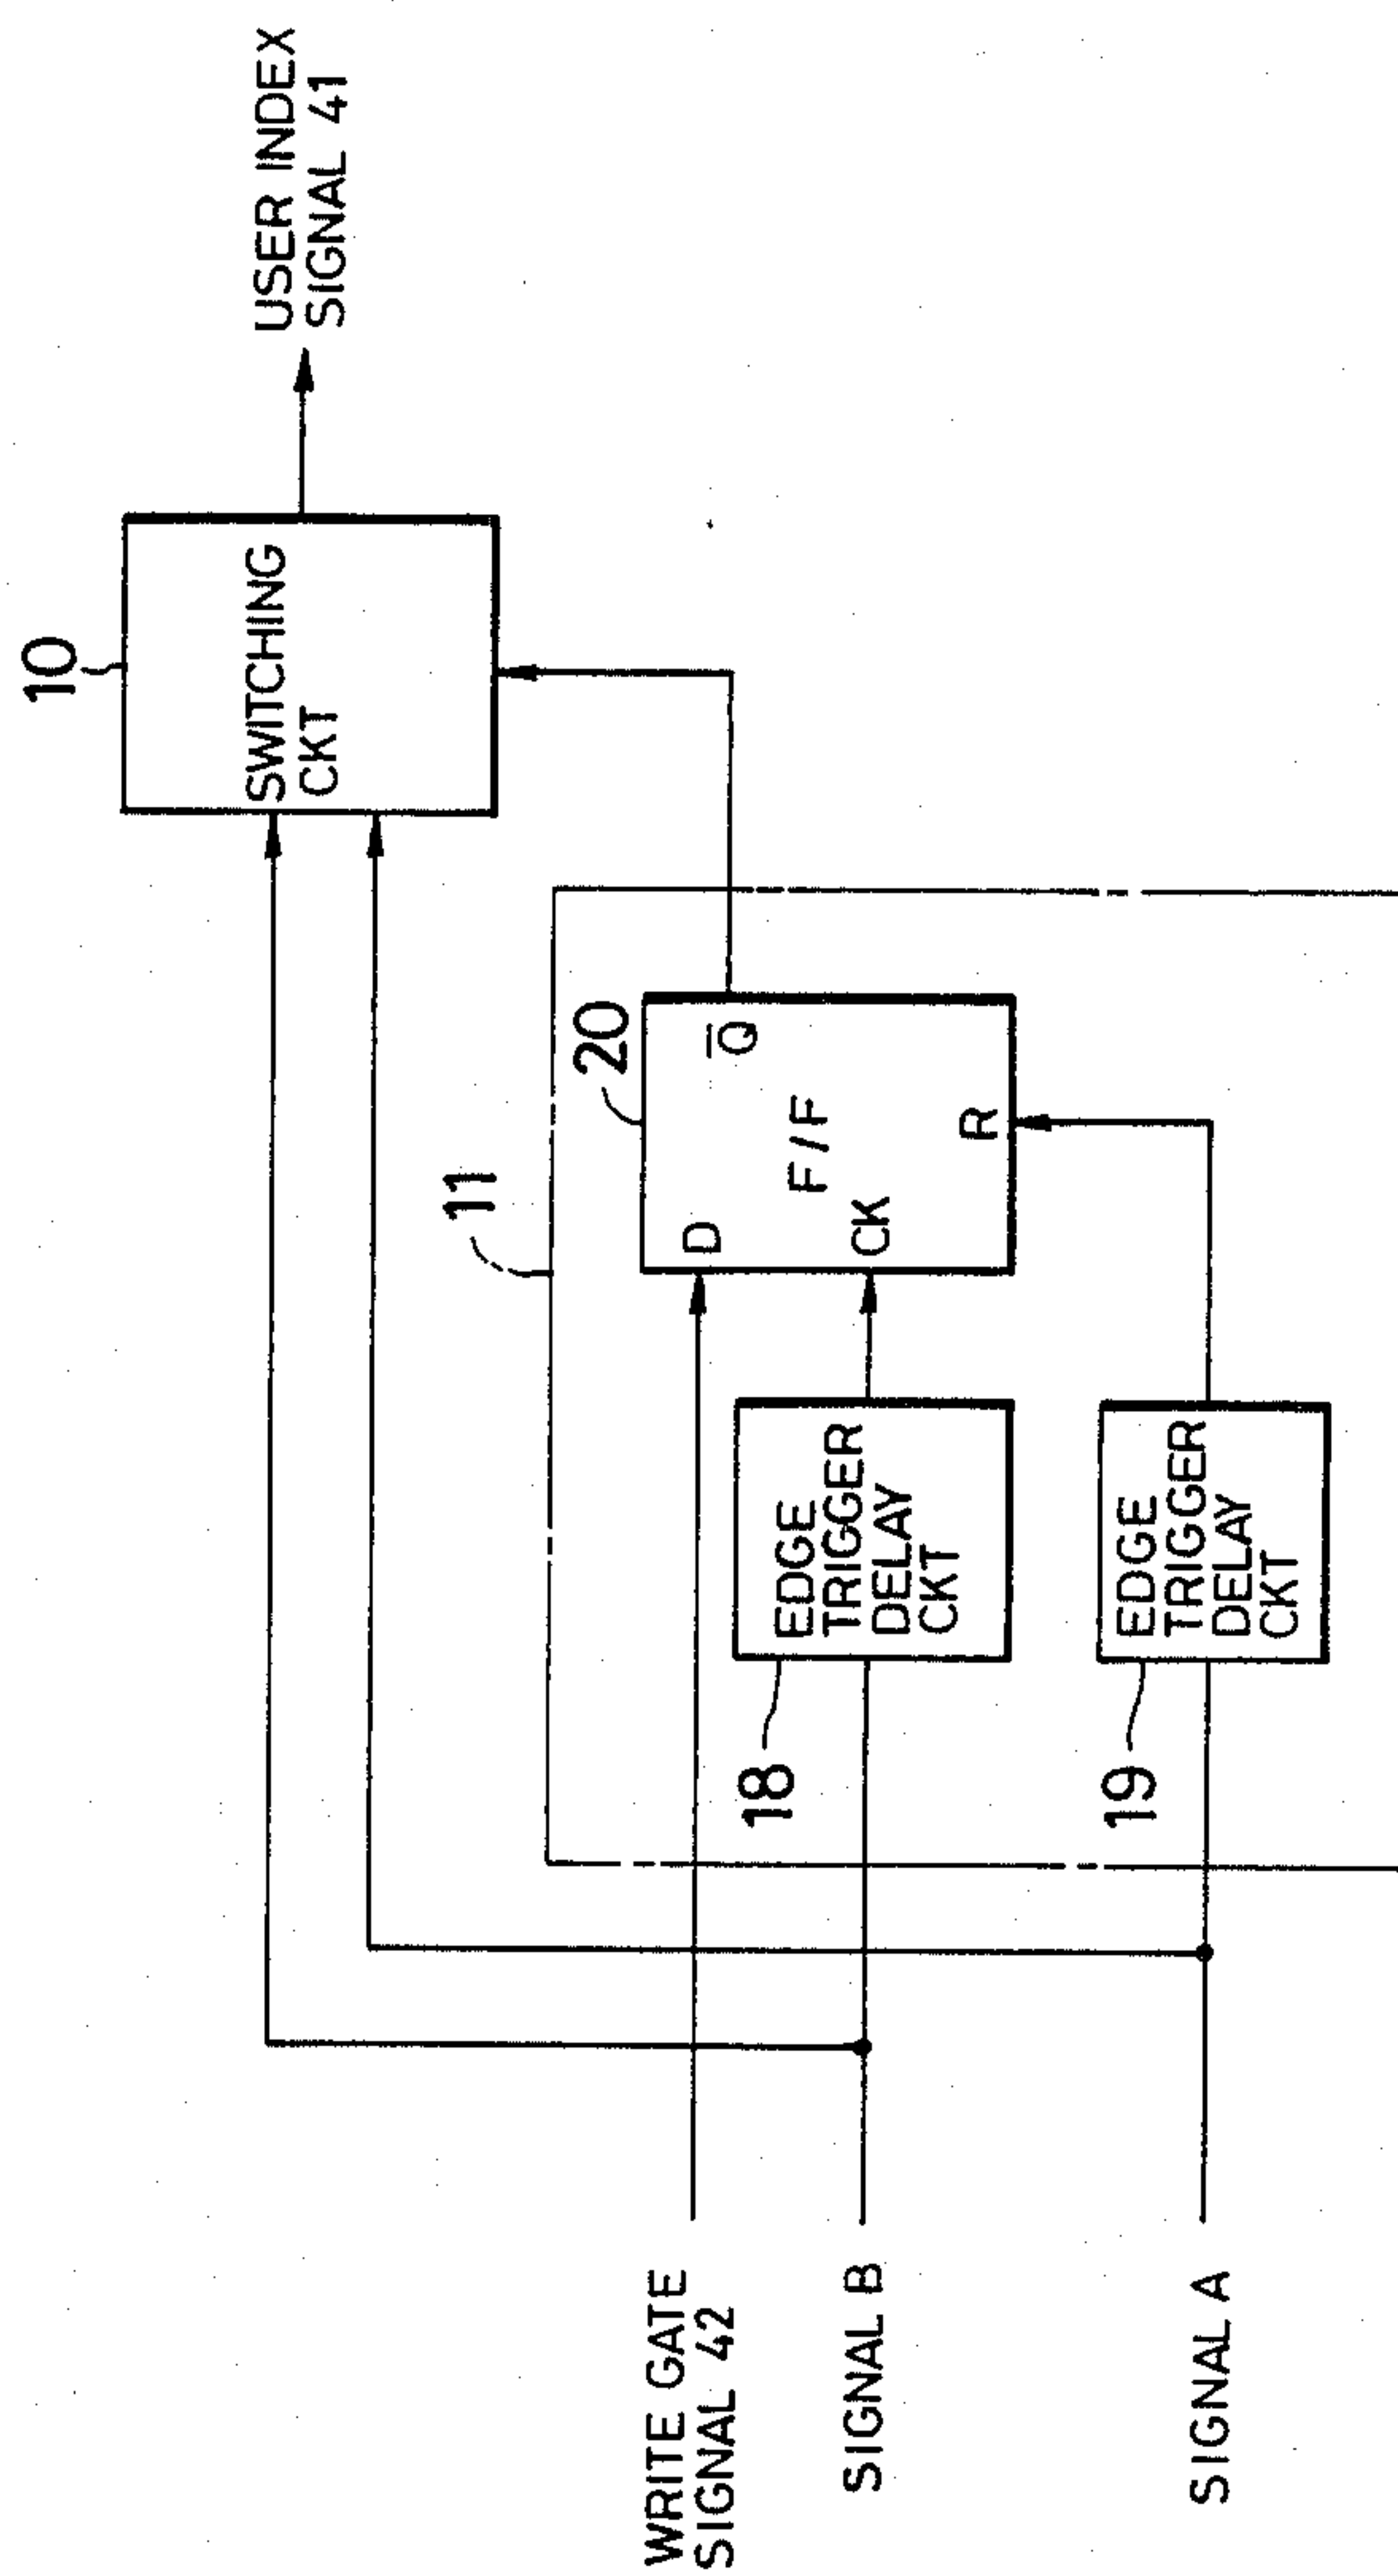 10
SWITCHING
CKT
USER INDEX
SIGNAL 41
11
20
D
Q̅
F/F
CK
R
WRITE GATE
SIGNAL 42
18
EDGE
TRIGGER
DELAY
CKT
SIGNAL B
19
EDGE
TRIGGER
DELAY
CKT
SIGNAL A